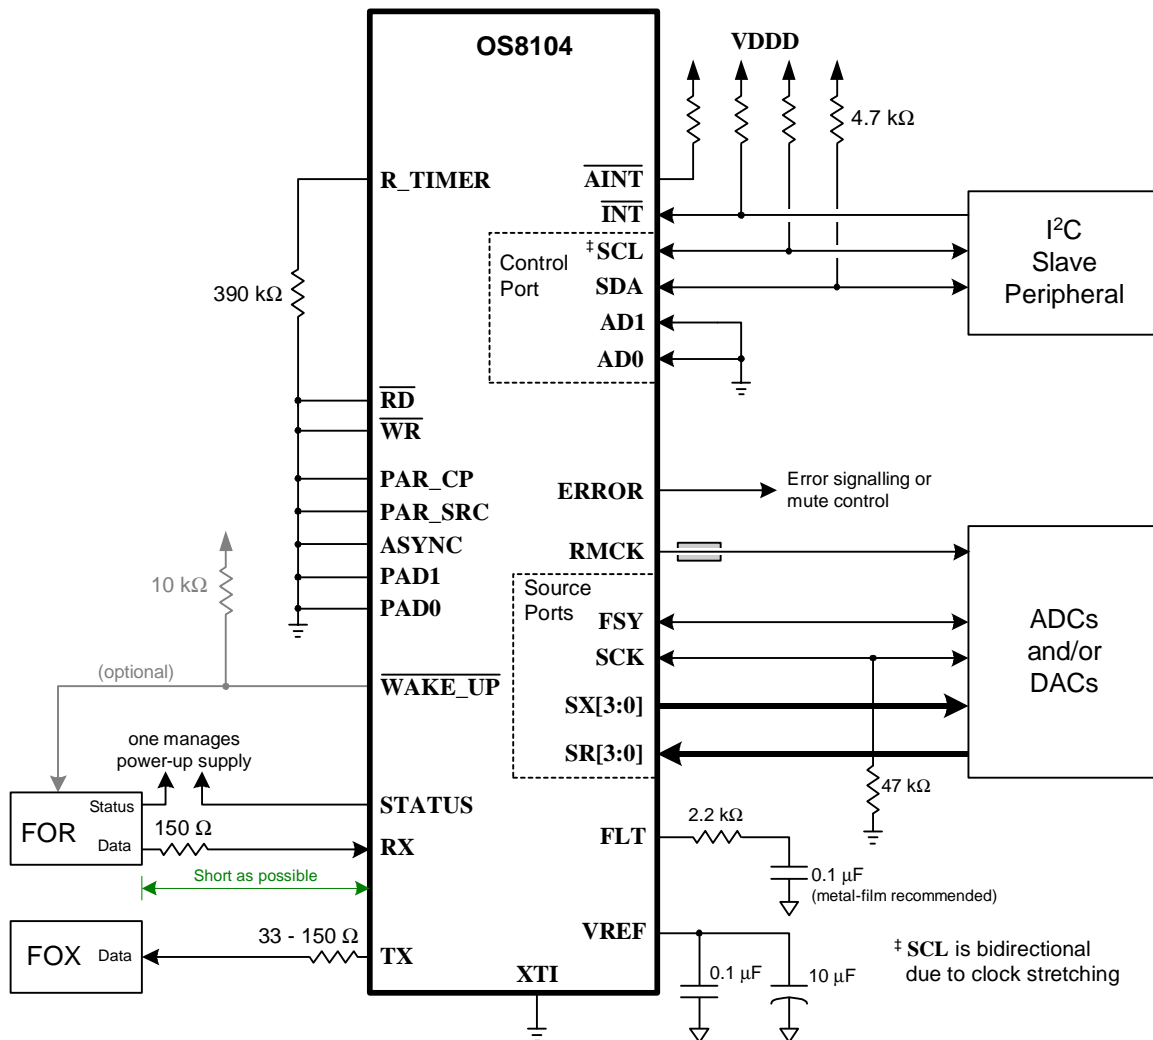 OS8104
VDDD
4.7 kΩ
R_TIMER
AINT
INT
‡ SCL
SDA
AD1
AD0
Control
Port
I²C
Slave
Peripheral
390 kΩ
RD
WR
PAR_CP
PAR_SRC
ASYNC
PAD1
PAD0
ERROR
Error signalling or
mute control
RMCK
Source
Ports
FSY
SCK
SX[3:0]
SR[3:0]
ADCs
and/or
DACs
10 kΩ
(optional)
WAKE_UP
one manages
power-up supply
Status
FOR
Data
150 Ω
STATUS
RX
Short as possible
47 kΩ
2.2 kΩ
FLT
0.1 μF
(metal-film recommended)
FOX
Data
33 - 150 Ω
TX
VREF
XTI
0.1 μF
10 μF
‡ SCL is bidirectional
due to clock stretching